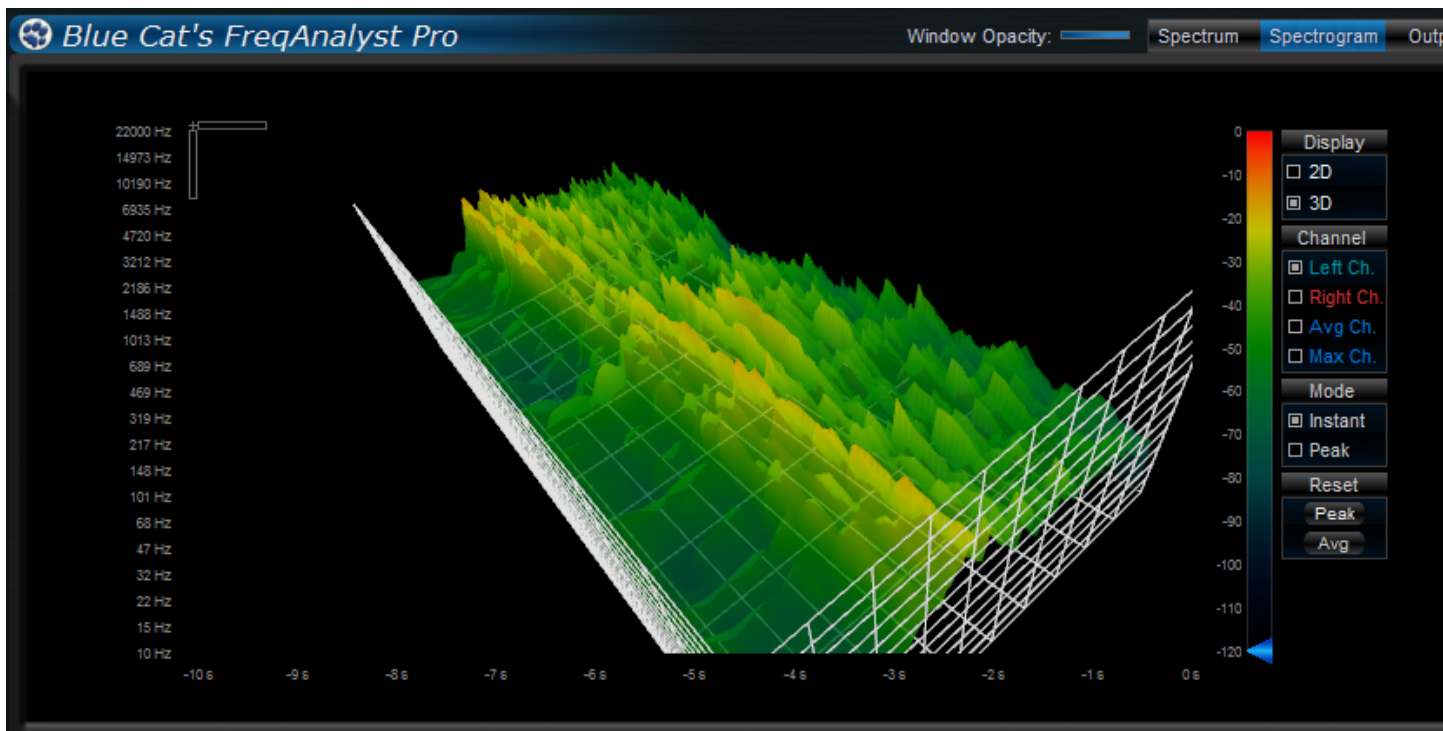 Blue Cat's FreqAnalyst Pro
Window Opacity:
Spectrum Spectrogram Outp
22000 Hz
14973 Hz
10190 Hz
6935 Hz
4720 Hz
3212 Hz
2186 Hz
1488 Hz
1013 Hz
689 Hz
469 Hz
319 Hz
217 Hz
148 Hz
101 Hz
68 Hz
47 Hz
32 Hz
22 Hz
15 Hz
10 Hz
-10 s -9 s -8 s -7 s -6 s -5 s -4 s -3 s -2 s -1 s 0 s
0
-10
-20
-30
-40
-50
-60
-70
-80
-90
-100
-110
-120
Display
2D
3D
Channel
Left Ch.
Right Ch.
Avg Ch.
Max Ch.
Mode
Instant
Peak
Reset
Peak
Avg